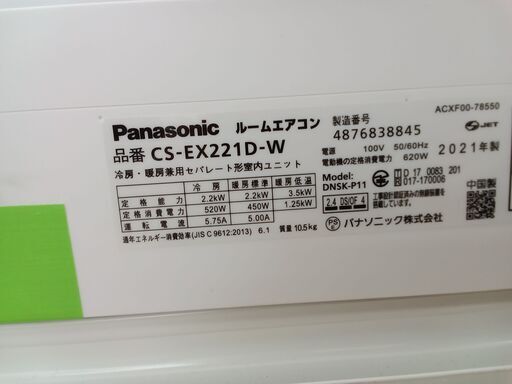 ACXF00-78550
Panasonic ルームエアコン
品番 CS-EX221D-W
冷房・暖房兼用セパレート形室内ユニット
製造番号
4876838845
JET
電源 100V 50/60Hz
電動機の定格消費電力 620W
2021年製
冷房 暖房標準 暖房低温
定格能力 2.2kW 2.2kW 3.5kW
定格消費電力 520W 450W 1.25kW
運転電流 5.75A 5.00A
通年エネルギー消費効率(JIS C 9612:2013) 6.1 質量 10.5kg
MODEL
DNSK-P11
D 17 0083 201
017-170006
2.4 DS/OF 4
中国製
PS E パナソニック株式会社